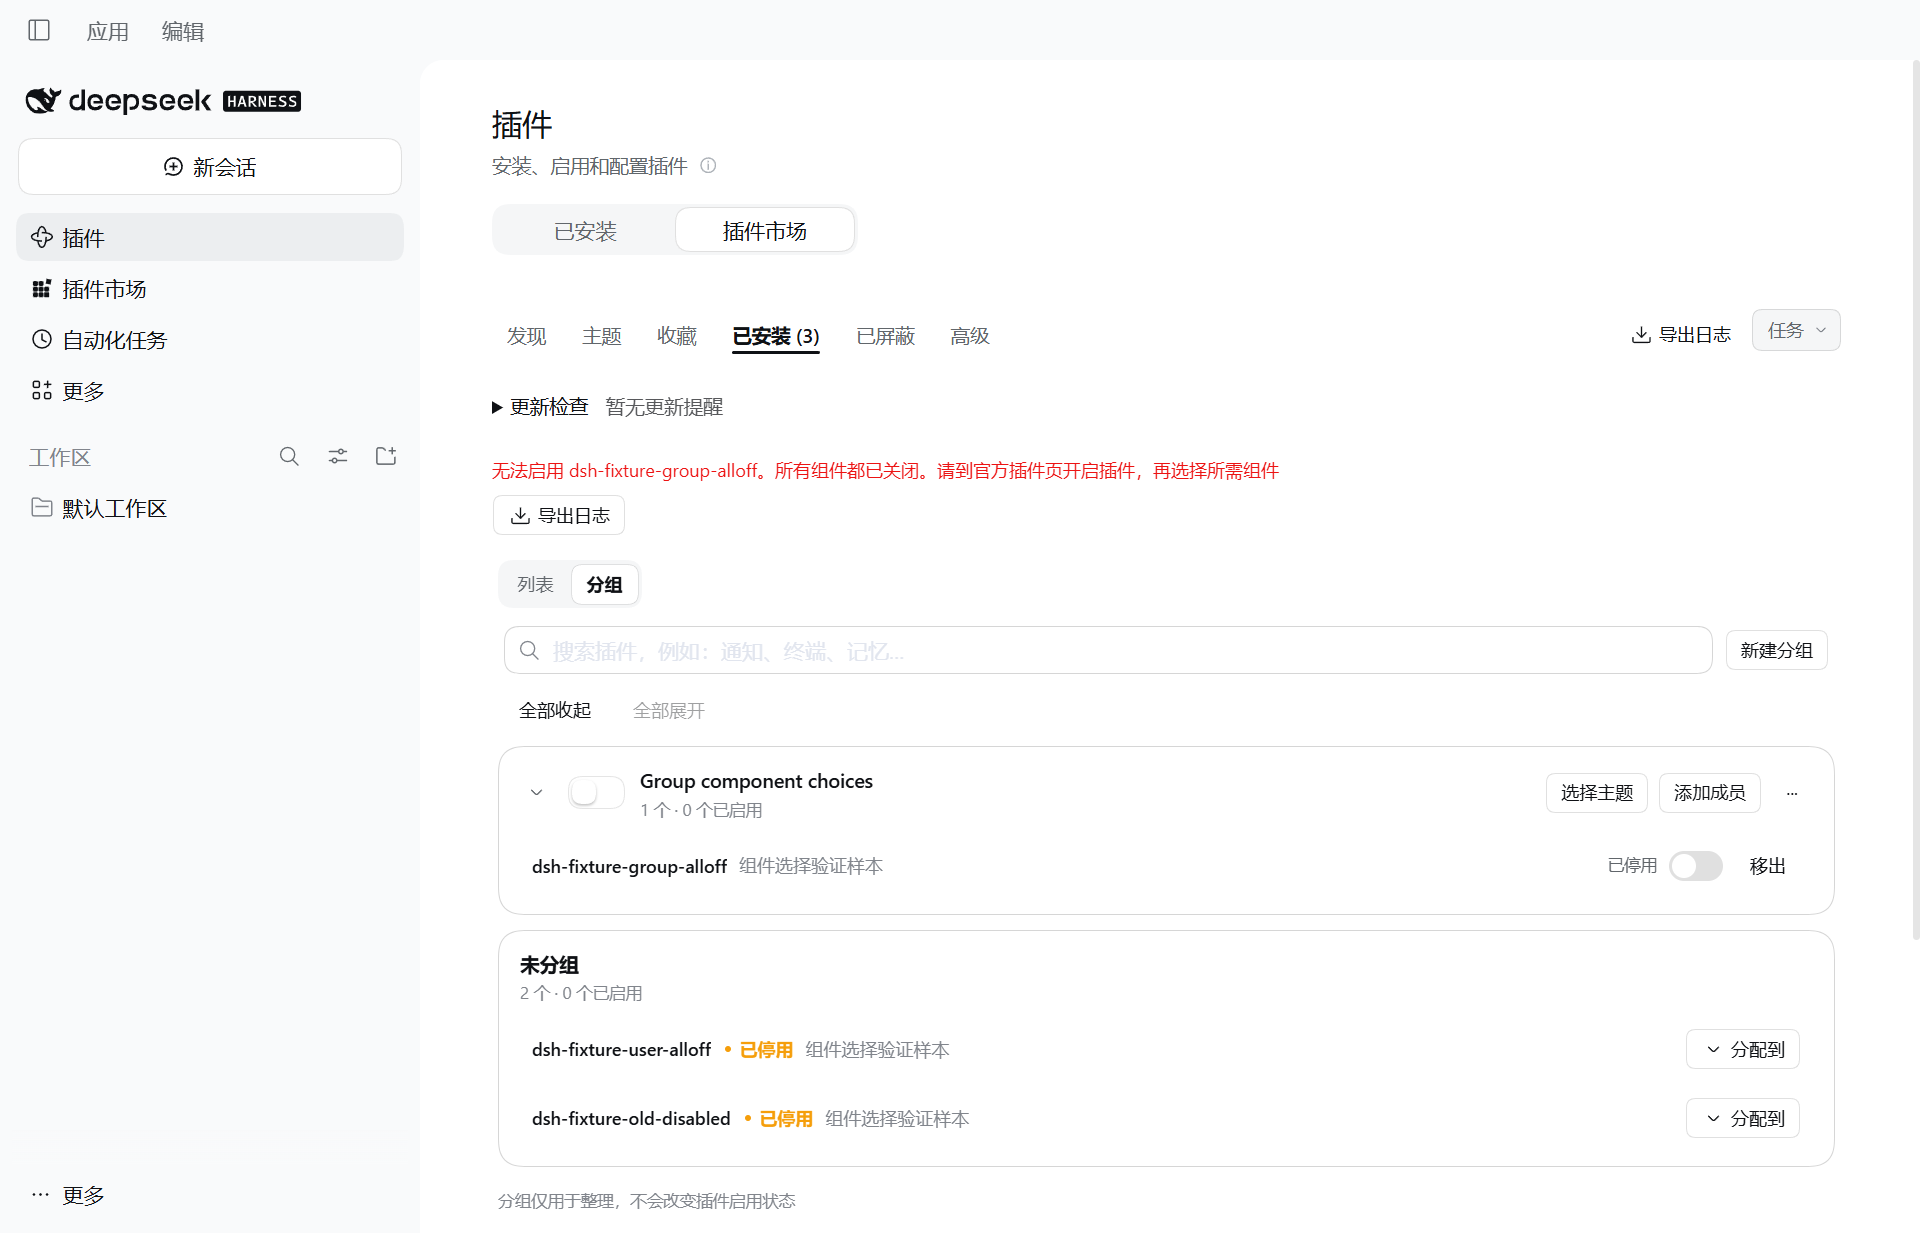 应用 编辑
deepseek HARNESS
新会话
插件
插件市场
自动化任务
更多
工作区
默认工作区
更多
插件
安装、启用和配置插件
已安装 插件市场
发现 主题 收藏 已安装 (3) 已屏蔽 高级 导出日志 任务
更新检查 暂无更新提醒
无法启用 dsh-fixture-group-alloff。所有组件都已关闭。请到官方插件页开启插件，再选择所需组件
导出日志
列表 分组
搜索插件，例如：通知、终端、记忆... 新建分组
全部收起 全部展开
Group component choices
1 个 · 0 个已启用
选择主题 添加成员 ...
dsh-fixture-group-alloff 组件选择验证样本 已停用 移出
未分组
2 个 · 0 个已启用
dsh-fixture-user-alloff • 已停用 组件选择验证样本 分配到
dsh-fixture-old-disabled • 已停用 组件选择验证样本 分配到
分组仅用于整理，不会改变插件启用状态